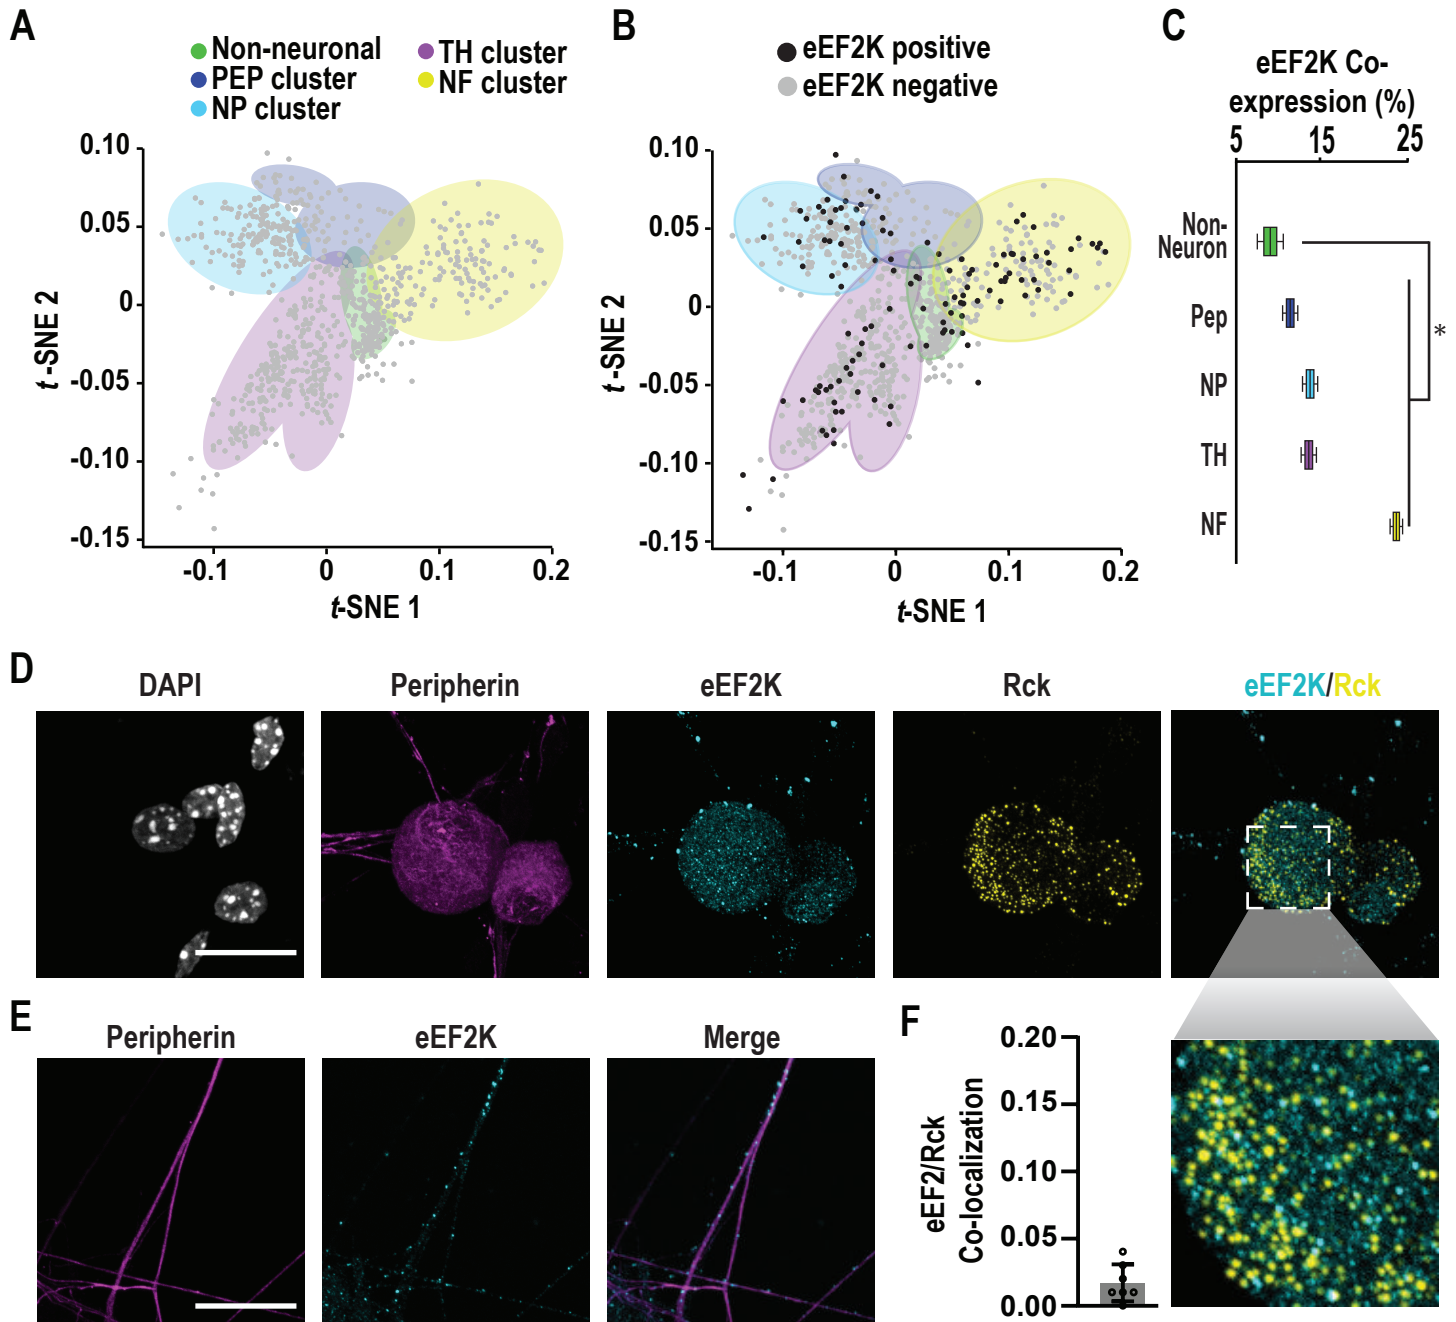 A
Non-neuronal
PEP cluster
NP cluster
TH cluster
NF cluster
0.10
0.05
0
-0.05
-0.10
-0.15
t-SNE 2
-0.1
0
0.1
0.2
t-SNE 1
B
eEF2K positive
eEF2K negative
0.10
0.05
0
-0.05
-0.10
-0.15
t-SNE 2
-0.1
0
0.1
0.2
t-SNE 1
C
eEF2K Co-
expression (%)
5
15
25
Non-
Neuron
Pep
NP
TH
NF
*
D
DAPI
Peripherin
eEF2K
Rck
eEF2K/Rck
E
Peripherin
eEF2K
Merge
F
0.20
0.15
0.10
0.05
0.00
eEF2/Rck
Co-localization